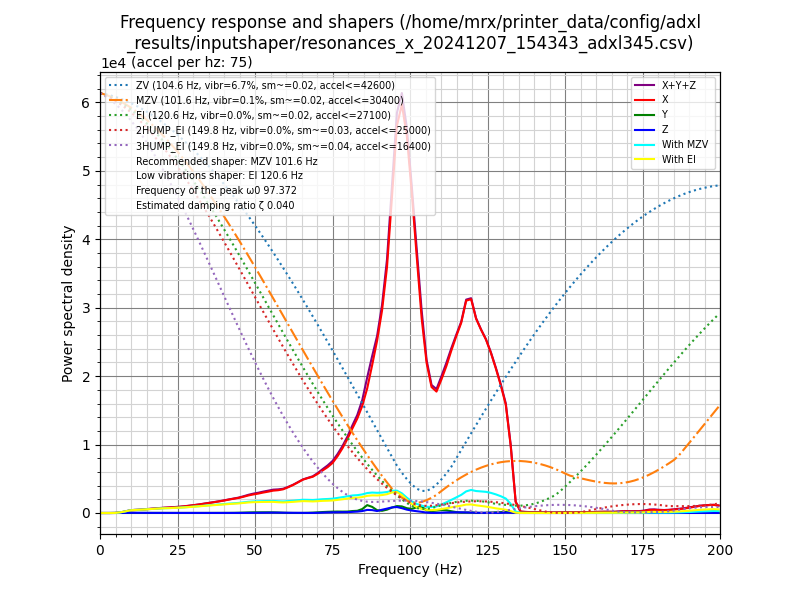 Frequency response and shapers (/home/mrx/printer_data/config/adxl
_results/inputshaper/resonances_x_20241207_154343_adxl345.csv)
1e4 (accel per hz: 75)
ZV (104.6 Hz, vibr=6.7%, sm~=0.02, accel<=42600)
MZV (101.6 Hz, vibr=0.1%, sm~=0.02, accel<=30400)
EI (120.6 Hz, vibr=0.0%, sm~=0.02, accel<=27100)
2HUMP_EI (149.8 Hz, vibr=0.0%, sm~=0.03, accel<=25000)
3HUMP_EI (149.8 Hz, vibr=0.0%, sm~=0.04, accel<=16400)
Recommended shaper: MZV 101.6 Hz
Low vibrations shaper: EI 120.6 Hz
Frequency of the peak ω0 97.372
Estimated damping ratio ζ 0.040
X+Y+Z
X
Y
Z
With MZV
With EI
Power spectral density
6
5
4
3
2
1
0
0 25 50 75 100 125 150 175 200
Frequency (Hz)